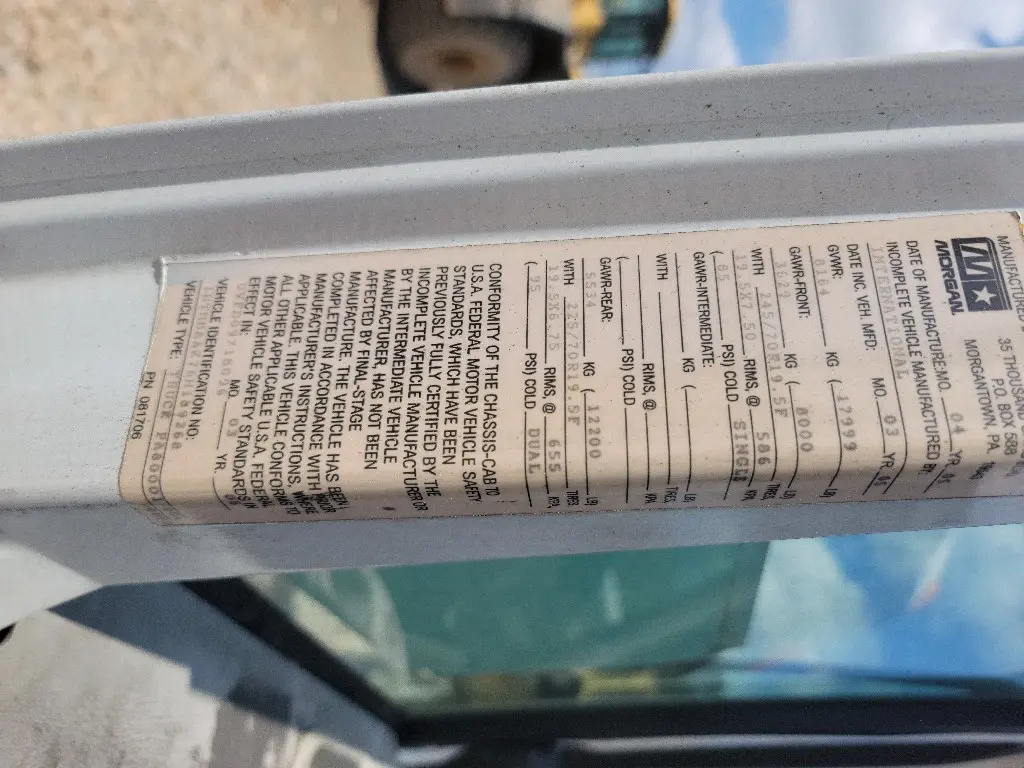 MANUFACTURED
MORGAN
35 THOUSAND
P.O. BOX 588
MORGANTOWN, PA.
DATE OF MANUFACTURE: MO. 04 YR.
INCOMPLETE VEHICLE MANUFACTURED BY:
INTERNATIONAL
DATE INC. VEH. MFD: MO. 03 YR.
GVWR:
8164 KG (17999 LB)
GAWR-FRONT:
3629 KG (8000 LB)
WITH 245/70R19.5F TIRES,
19.5X7.50 RIMS, @ 586 KPA,
(85 PSI) COLD SINGLE
GAWR-INTERMEDIATE:
KG ( LB)
WITH TIRES,
RIMS, @ KPA,
( PSI) COLD
GAWR-REAR:
5534 KG (12200 LB)
WITH 225/70R19.5F TIRES,
19.5X6.75 RIMS, @ 655 KPA,
(95 PSI) COLD DUAL
CONFORMITY OF THE CHASSIS-CAB TO
U.S.A. FEDERAL MOTOR VEHICLE SAFETY
STANDARDS, WHICH HAVE BEEN
PREVIOUSLY FULLY CERTIFIED BY THE
INCOMPLETE VEHICLE MANUFACTURER OR
BY THE INTERMEDIATE VEHICLE
MANUFACTURER, HAS NOT BEEN
AFFECTED BY FINAL-STAGE
MANUFACTURE. THE VEHICLE HAS BEEN
COMPLETED IN ACCORDANCE WITH PRIOR
MANUFACTURER'S INSTRUCTIONS, WHERE
APPLICABLE. THIS VEHICLE CONFORMS TO
ALL OTHER APPLICABLE U.S.A. FEDERAL
MOTOR VEHICLE SAFETY STANDARDS IN
EFFECT IN: MO. 03 YR.
VEHICLE IDENTIFICATION NO:
VEHICLE TYPE: TRUCK
PN 081706